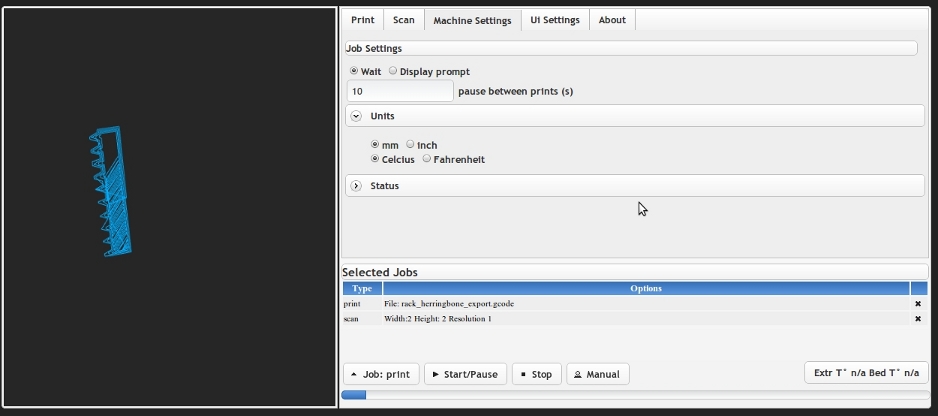 Print Scan Machine Settings Ui Settings About
Job Settings
Wait Display prompt
10 pause between prints (s)
Units
mm inch
Celcius Fahrenheit
Status
Selected Jobs
Type Options
print File: rack_herringbone_export.gcode
scan Width:2 Height: 2 Resolution 1
Job: print Start/Pause Stop Manual Extr T° n/a Bed T° n/a